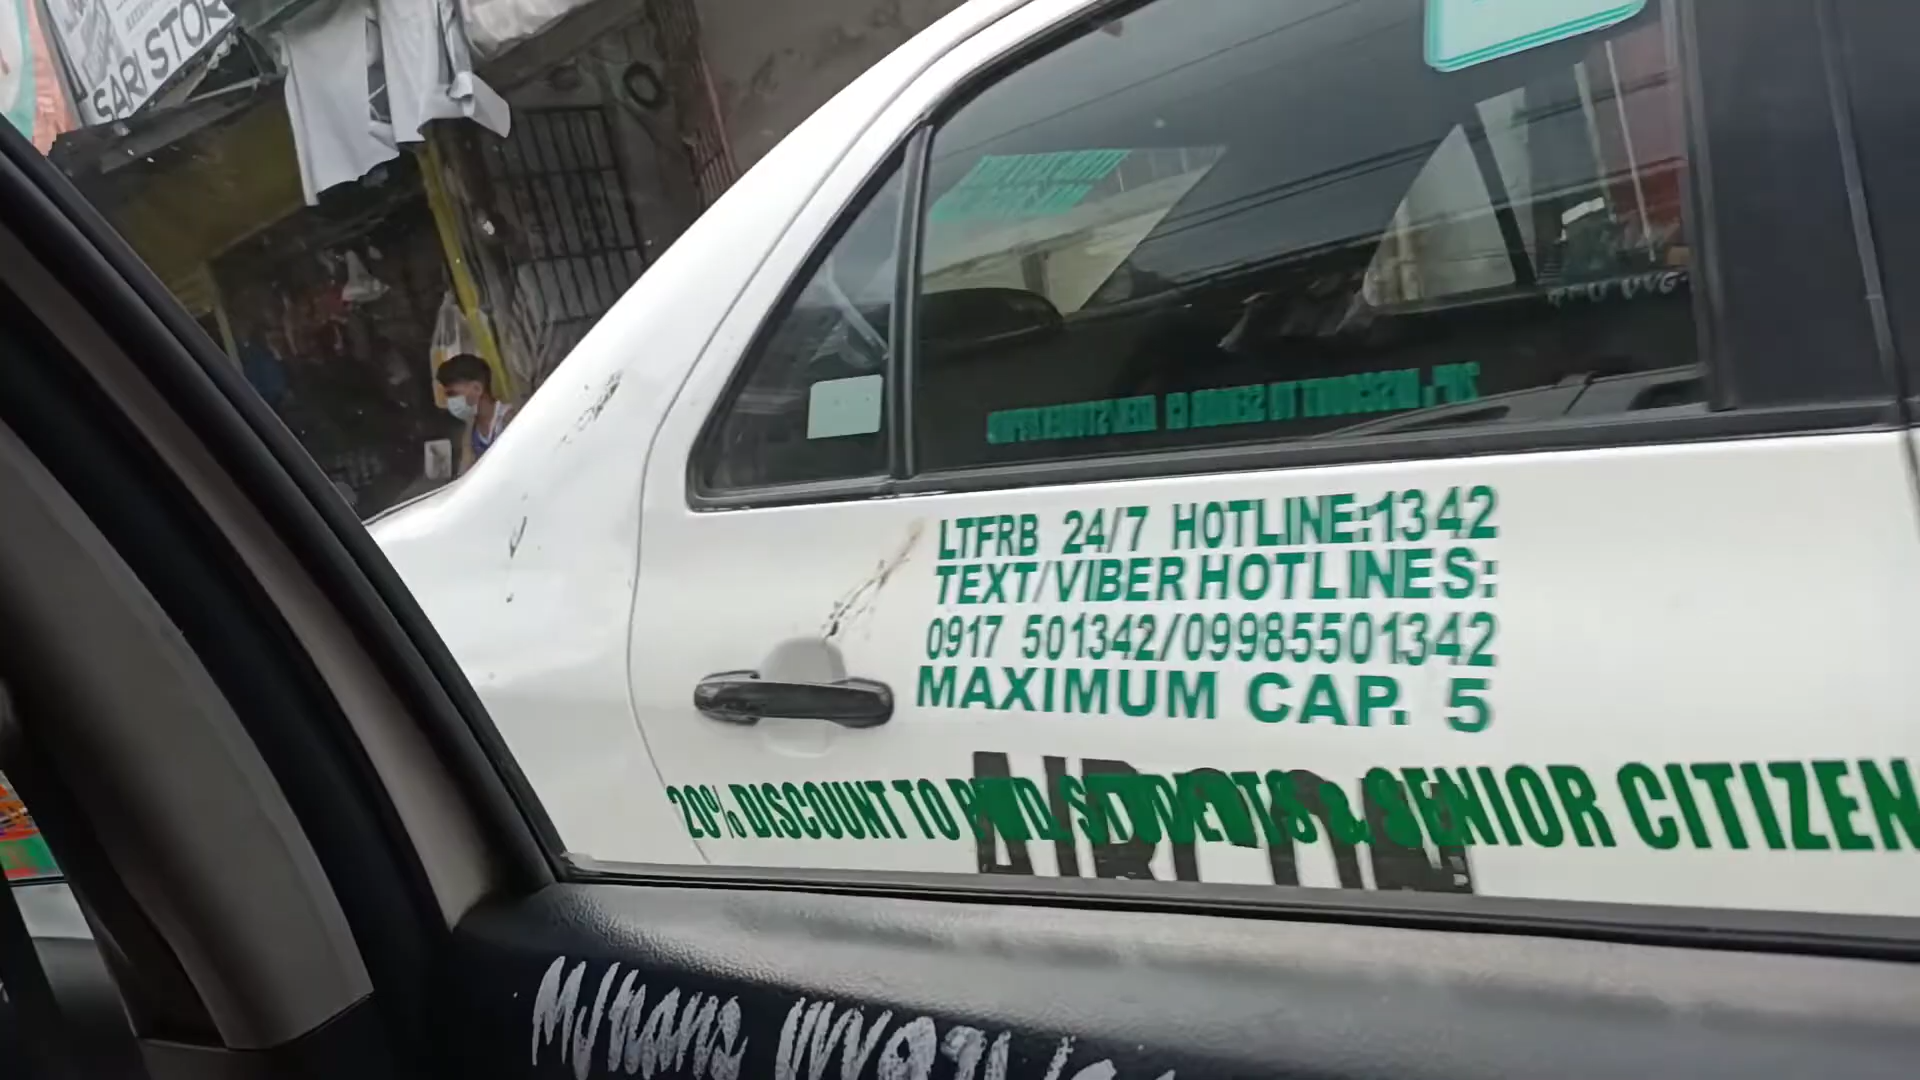 SARI STOR
LTFRB 24/7 HOTLINE:1342
TEXT/VIBER HOTLINES:
0917 501342/09985501342
MAXIMUM CAP. 5
20% DISCOUNT TO PWD, STUDENTS & SENIOR CITIZEN
AIRCON